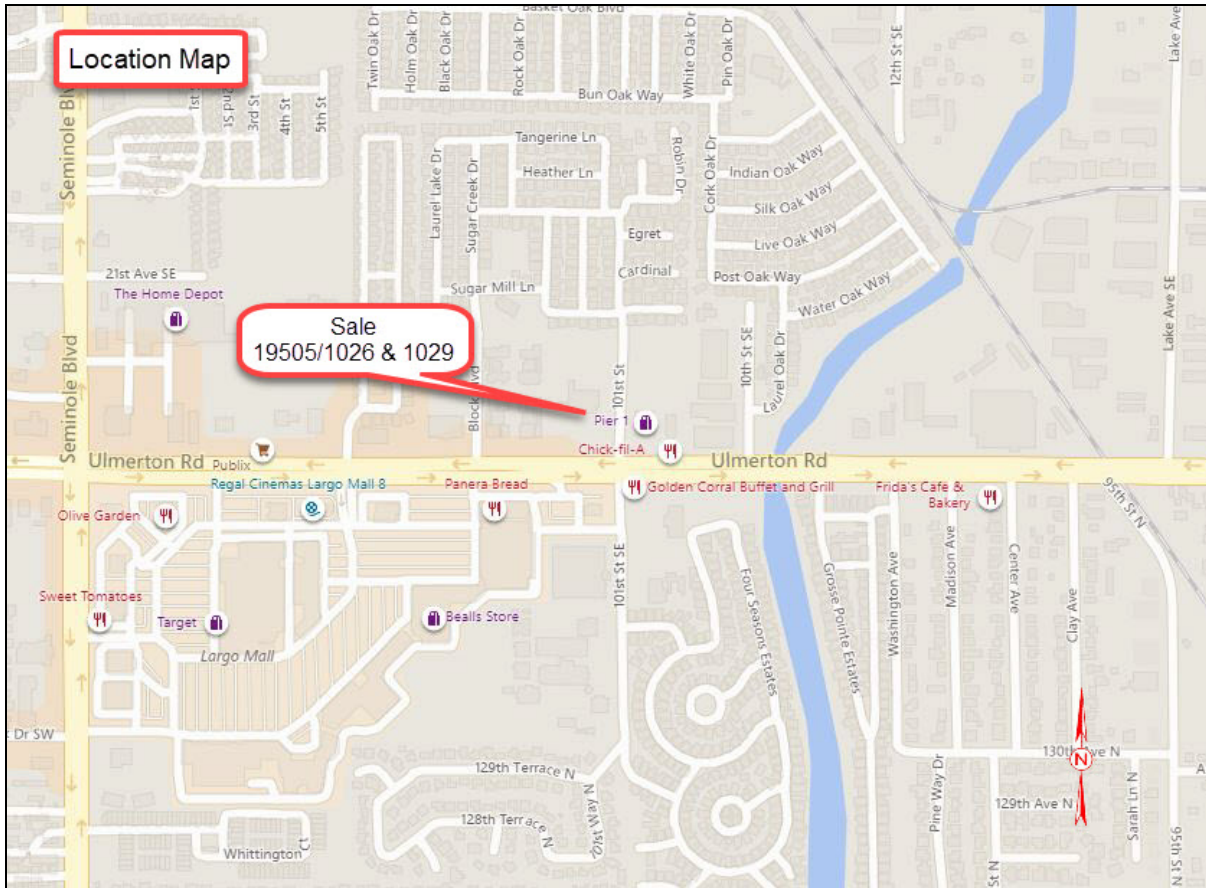 Basket Oak Blvd
Location Map
Twin Oak Dr
Holm Oak Dr
Black Oak Dr
Rock Oak Dr
White Oak Dr
Pin Oak Dr
12th St SE
Lake Ave
Seminole Blvd
1st St
2nd St
3rd St
4th St
5th St
Bun Oak Way
Tangerine Ln
Heather Ln
Robin Dr
Cork Oak Dr
Indian Oak Way
Silk Oak Way
Live Oak Way
Laurel Lake Dr
Sugar Creek Dr
Egret
Cardinal
Post Oak Way
Water Oak Way
21st Ave SE
The Home Depot
Sugar Mill Ln
Lake Ave SE
Sale
19505/1026 & 1029
Seminole Blvd
101st St
10th St SE
Laurel Oak Dr
Pier 1
Chick-fil-A
Ulmerton Rd
Publix
Ulmerton Rd
Regal Cinemas Largo Mall 8
Panera Bread
Golden Corral Buffet and Grill
Frida's Cafe &
Bakery
95th St N
Olive Garden
101st St SE
Four Seasons Estates
Grosse Pointe Estates
Washington Ave
Madison Ave
Center Ave
Clay Ave
Sweet Tomatoes
Target
Bealls Store
Largo Mall
Dr SW
129th Terrace N
130th Ave N
N
A
128th Terrace N
101st Way N
129th Ave N
Pine Way Dr
Sarah Ln N
95th St N
Whittington Ct
St N